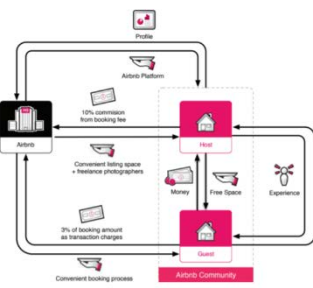 Profile
Airbnb Platform
10% commision
from booking fee
Airbnb
Host
Convenient listing space
+ freelance photographers
Money
Free Space
Experience
3% of booking amount
as transaction charges
Guest
Convenient booking process
Airbnb Community